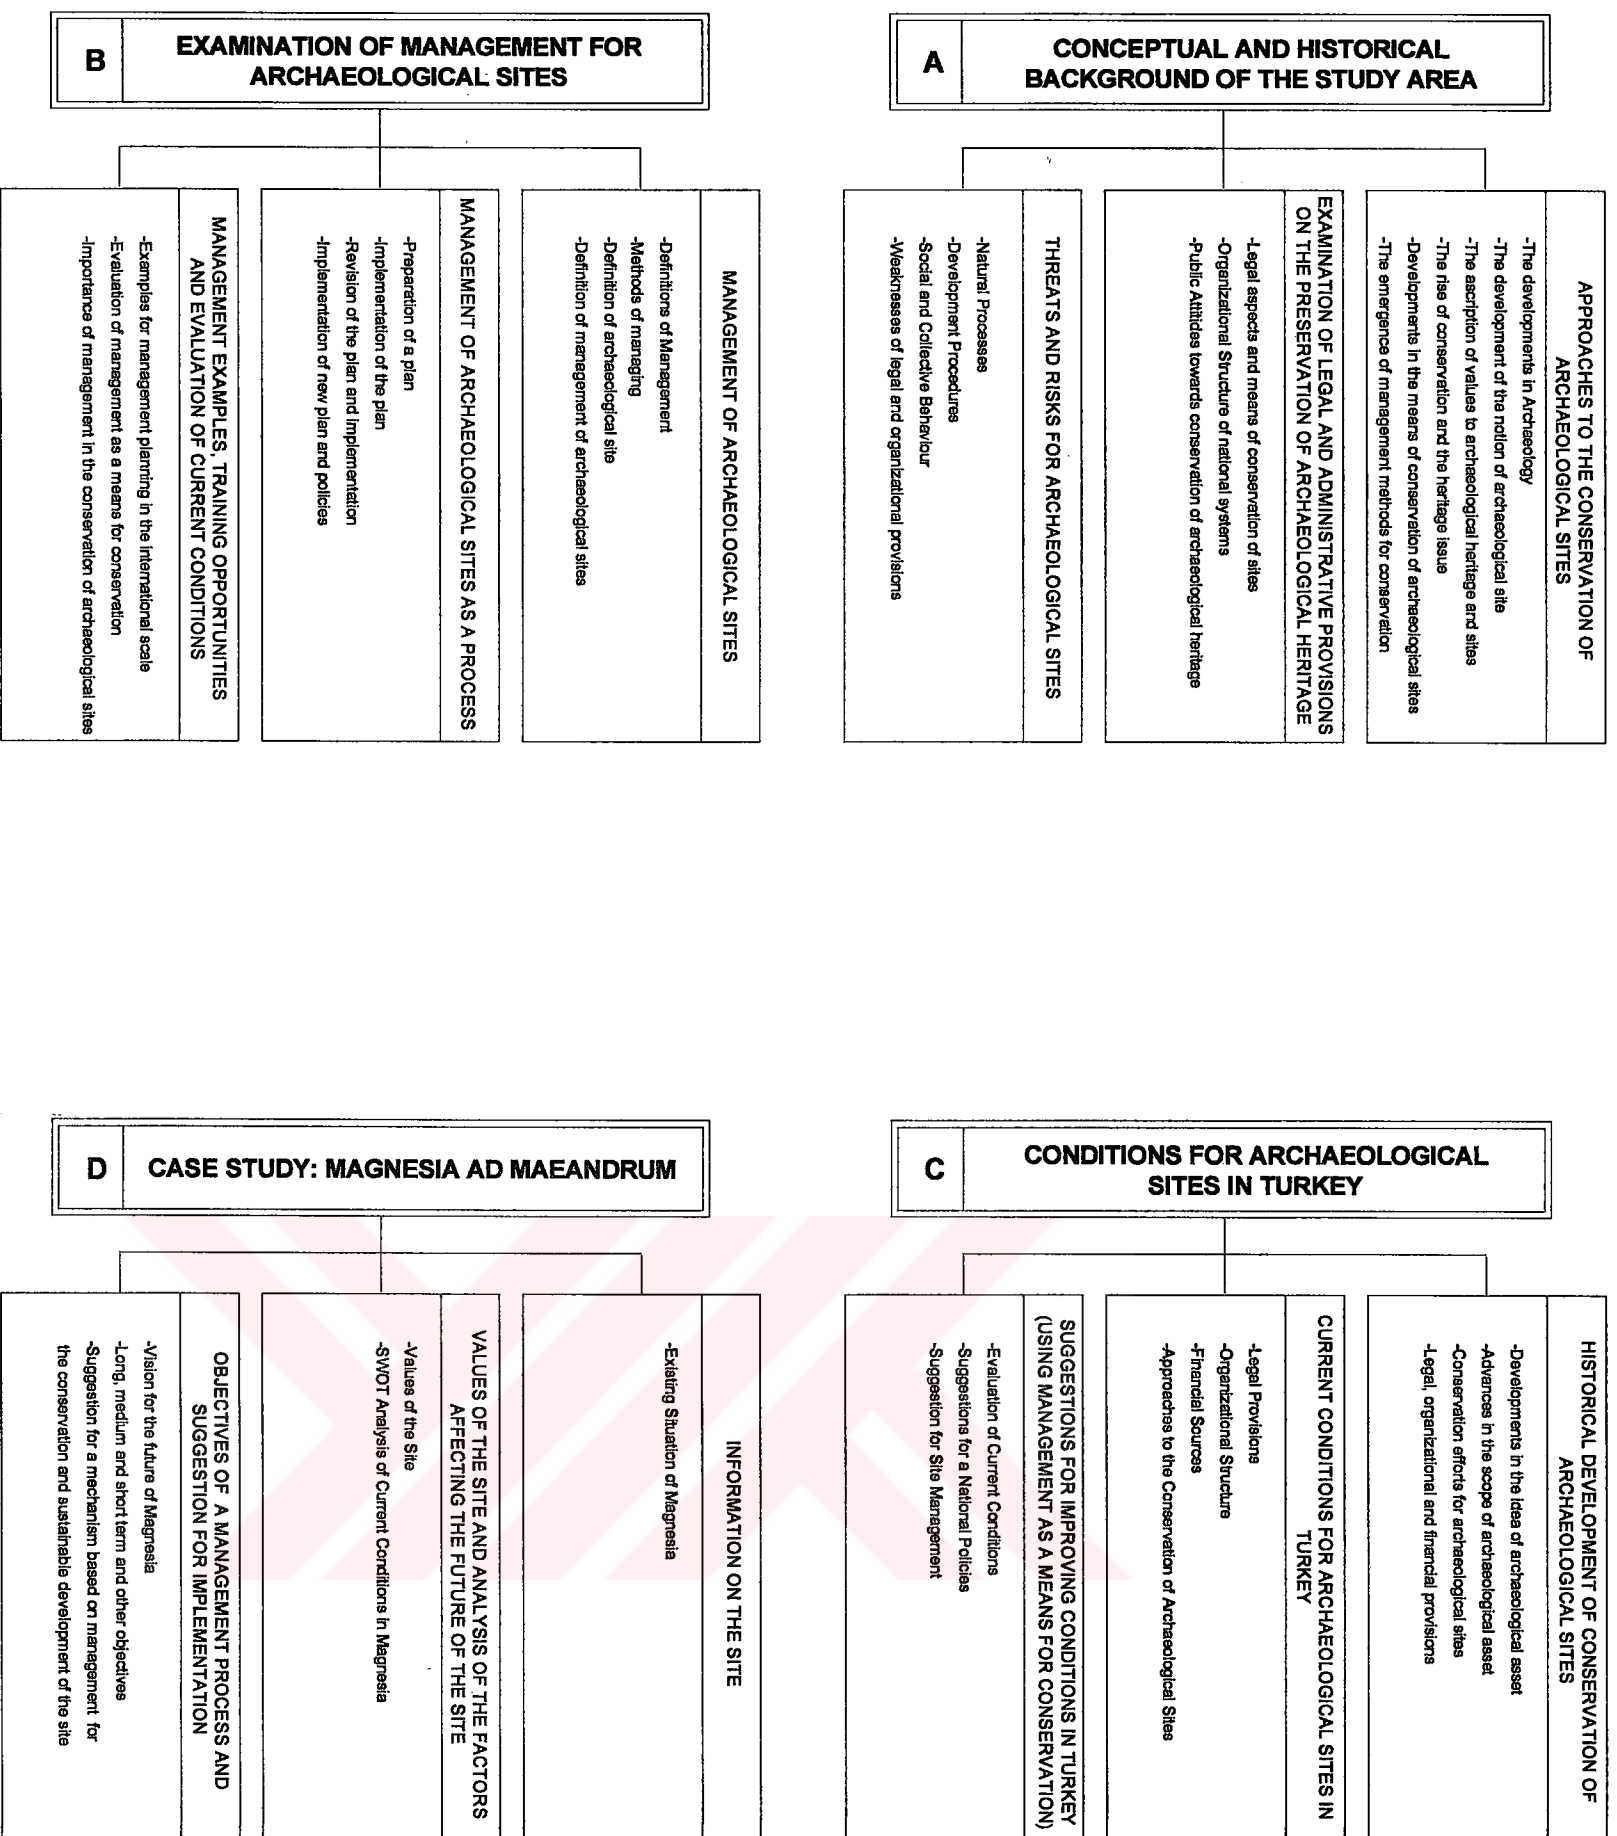 A
CONCEPTUAL AND HISTORICAL
BACKGROUND OF THE STUDY AREA
APPROACHES TO THE CONSERVATION OF
ARCHAEOLOGICAL SITES
-The developments in Archaeology
-The development of the notion of archaeological site
-The ascription of values to archaeological heritage and sites
-The rise of conservation and the heritage issue
-Developments in the means of conservation of archaeological sites
-The emergence of management methods for conservation
EXAMINATION OF LEGAL AND ADMINISTRATIVE PROVISIONS
ON THE PRESERVATION OF ARCHAEOLOGICAL HERITAGE
-Legal aspects and means of conservation of sites
-Organizational Structure of national systems
-Public Attitides towards conservation of archaeological heritage
THREATS AND RISKS FOR ARCHAEOLOGICAL SITES
-Natural Processes
-Development Procedures
-Social and Collective Behaviour
-Weaknesses of legal and organizational provisions
B
EXAMINATION OF MANAGEMENT FOR
ARCHAEOLOGICAL SITES
MANAGEMENT OF ARCHAEOLOGICAL SITES
-Definitions of Management
-Methods of managing
-Definition of archaeological site
-Definition of management of archaeological sites
MANAGEMENT OF ARCHAEOLOGICAL SITES AS A PROCESS
-Preparation of a plan
-Implementation of the plan
-Revision of the plan and implementation
-Implementation of new plan and policies
MANAGEMENT EXAMPLES, TRAINING OPPORTUNITIES
AND EVALUATION OF CURRENT CONDITIONS
-Examples for management planning in the international scale
-Evaluation of management as a means for conservation
-Importance of management in the conservation of archaeological sites
C
CONDITIONS FOR ARCHAEOLOGICAL
SITES IN TURKEY
HISTORICAL DEVELOPMENT OF CONSERVATION OF
ARCHAEOLOGICAL SITES
-Developments in the idea of archaeological asset
-Advances in the scope of archaeological asset
-Conservation efforts for archaeological sites
-Legal, organizational and financial provisions
CURRENT CONDITIONS FOR ARCHAEOLOGICAL SITES IN
TURKEY
-Legal Provisions
-Organizational Structure
-Financial Sources
-Approaches to the Conservation of Archaeological Sites
SUGGESTIONS FOR IMPROVING CONDITIONS IN TURKEY
(USING MANAGEMENT AS A MEANS FOR CONSERVATION)
-Evaluation of Current Conditions
-Suggestions for a National Policies
-Suggestion for Site Management
D
CASE STUDY: MAGNESIA AD MAEANDRUM
INFORMATION ON THE SITE
-Existing Situation of Magnesia
VALUES OF THE SITE AND ANALYSIS OF THE FACTORS
AFFECTING THE FUTURE OF THE SITE
-Values of the Site
-SWOT Analysis of Current Conditions in Magnesia
OBJECTIVES OF A MANAGEMENT PROCESS AND
SUGGESTION FOR IMPLEMENTATION
-Vision for the future of Magnesia
-Long, medium and short term and other objectives
-Suggestion for a mechanism based on management for
the conservation and sustainable development of the site